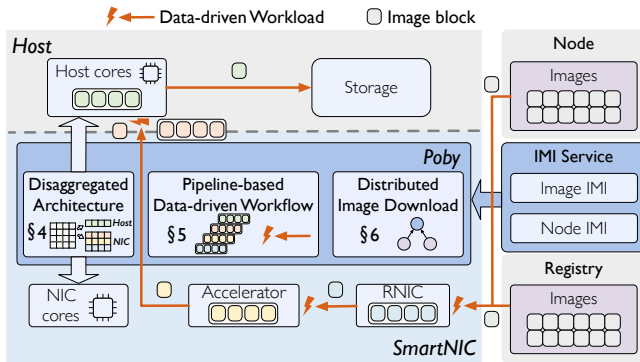 Data-driven Workload
Image block
Host
Host cores
Storage
Node
Images
Poby
Disaggregated
Architecture
§4
Host
NIC
Pipeline-based
Data-driven Workflow
§5
Distributed
Image Download
§6
IMI Service
Image IMI
Node IMI
NIC
cores
Accelerator
RNIC
SmartNIC
Registry
Images